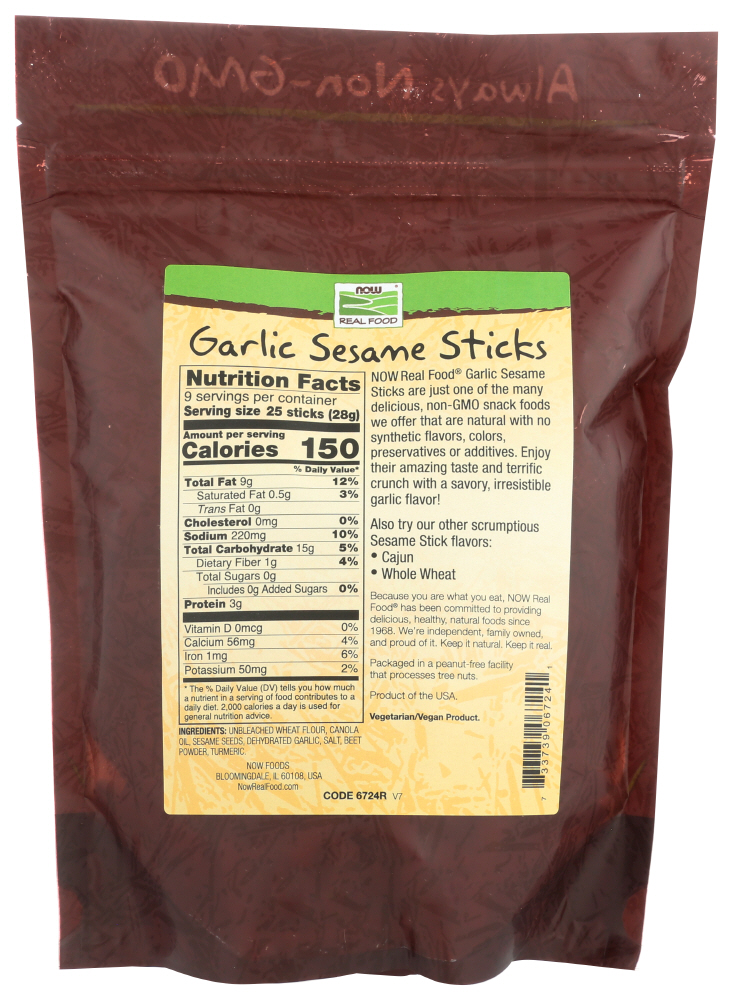 Always Non-GMO
NOW
REAL FOOD
Garlic Sesame Sticks
Nutrition Facts
9 servings per container
Serving size 25 sticks (28g)
Amount per serving
Calories 150
% Daily Value*
Total Fat 9g 12%
Saturated Fat 0.5g 3%
Trans Fat 0g
Cholesterol 0mg 0%
Sodium 220mg 10%
Total Carbohydrate 15g 5%
Dietary Fiber 1g 4%
Total Sugars 0g
Includes 0g Added Sugars 0%
Protein 3g
Vitamin D 0mcg 0%
Calcium 56mg 4%
Iron 1mg 6%
Potassium 50mg 2%
* The % Daily Value (DV) tells you how much
a nutrient in a serving of food contributes to a
daily diet. 2,000 calories a day is used for
general nutrition advice.
INGREDIENTS: UNBLEACHED WHEAT FLOUR, CANOLA
OIL, SESAME SEEDS, DEHYDRATED GARLIC, SALT, BEET
POWDER, TURMERIC.
NOW FOODS
BLOOMINGDALE, IL 60108, USA
NowRealFood.com
CODE 6724R V7
NOW Real Food® Garlic Sesame
Sticks are just one of the many
delicious, non-GMO snack foods
we offer that are natural with no
synthetic flavors, colors,
preservatives or additives. Enjoy
their amazing taste and terrific
crunch with a savory, irresistible
garlic flavor!
Also try our other scrumptious
Sesame Stick flavors:
• Cajun
• Whole Wheat
Because you are what you eat, NOW Real
Food® has been committed to providing
delicious, healthy, natural foods since
1968. We're independent, family owned,
and proud of it. Keep it natural. Keep it real.
Packaged in a peanut-free facility
that processes tree nuts.
Product of the USA.
Vegetarian/Vegan Product.
7 33739 06724 1